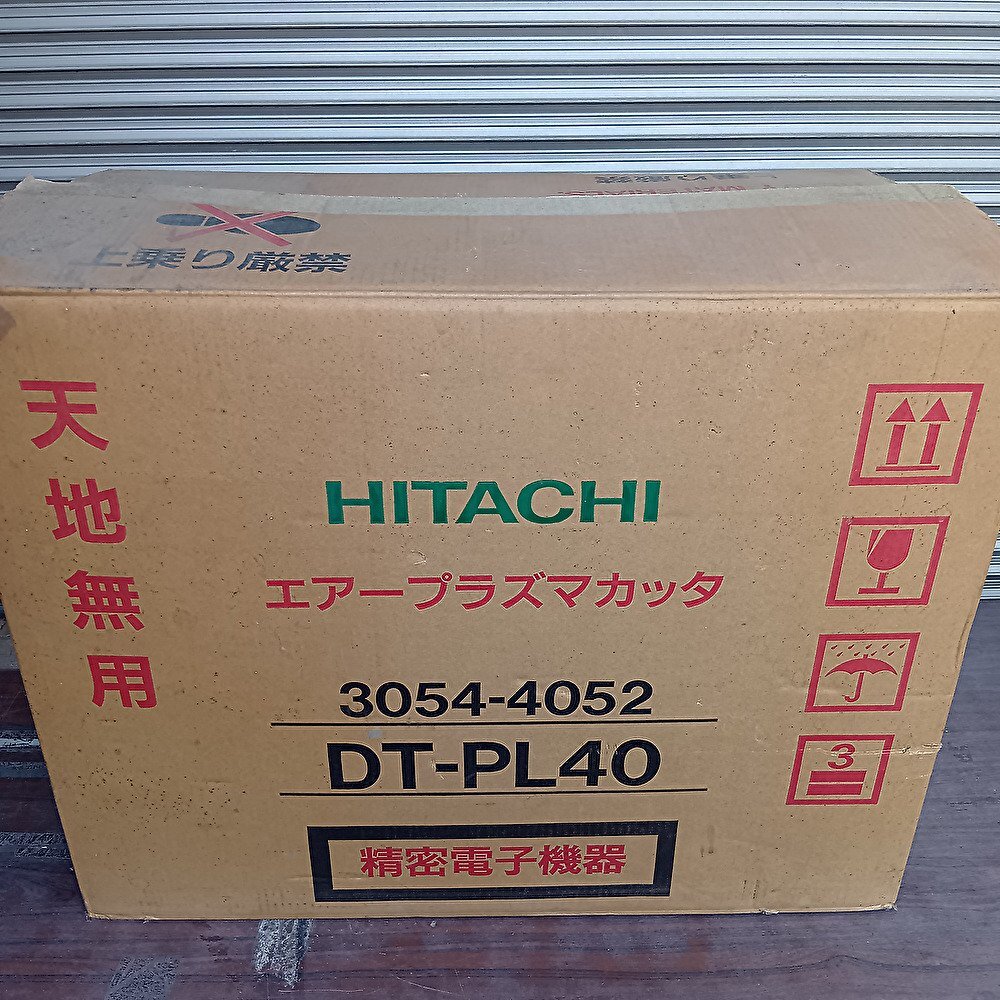 上乗り厳禁
天地無用
HITACHI
エアープラズマカッタ
3054-4052
DT-PL40
精密電子機器
3